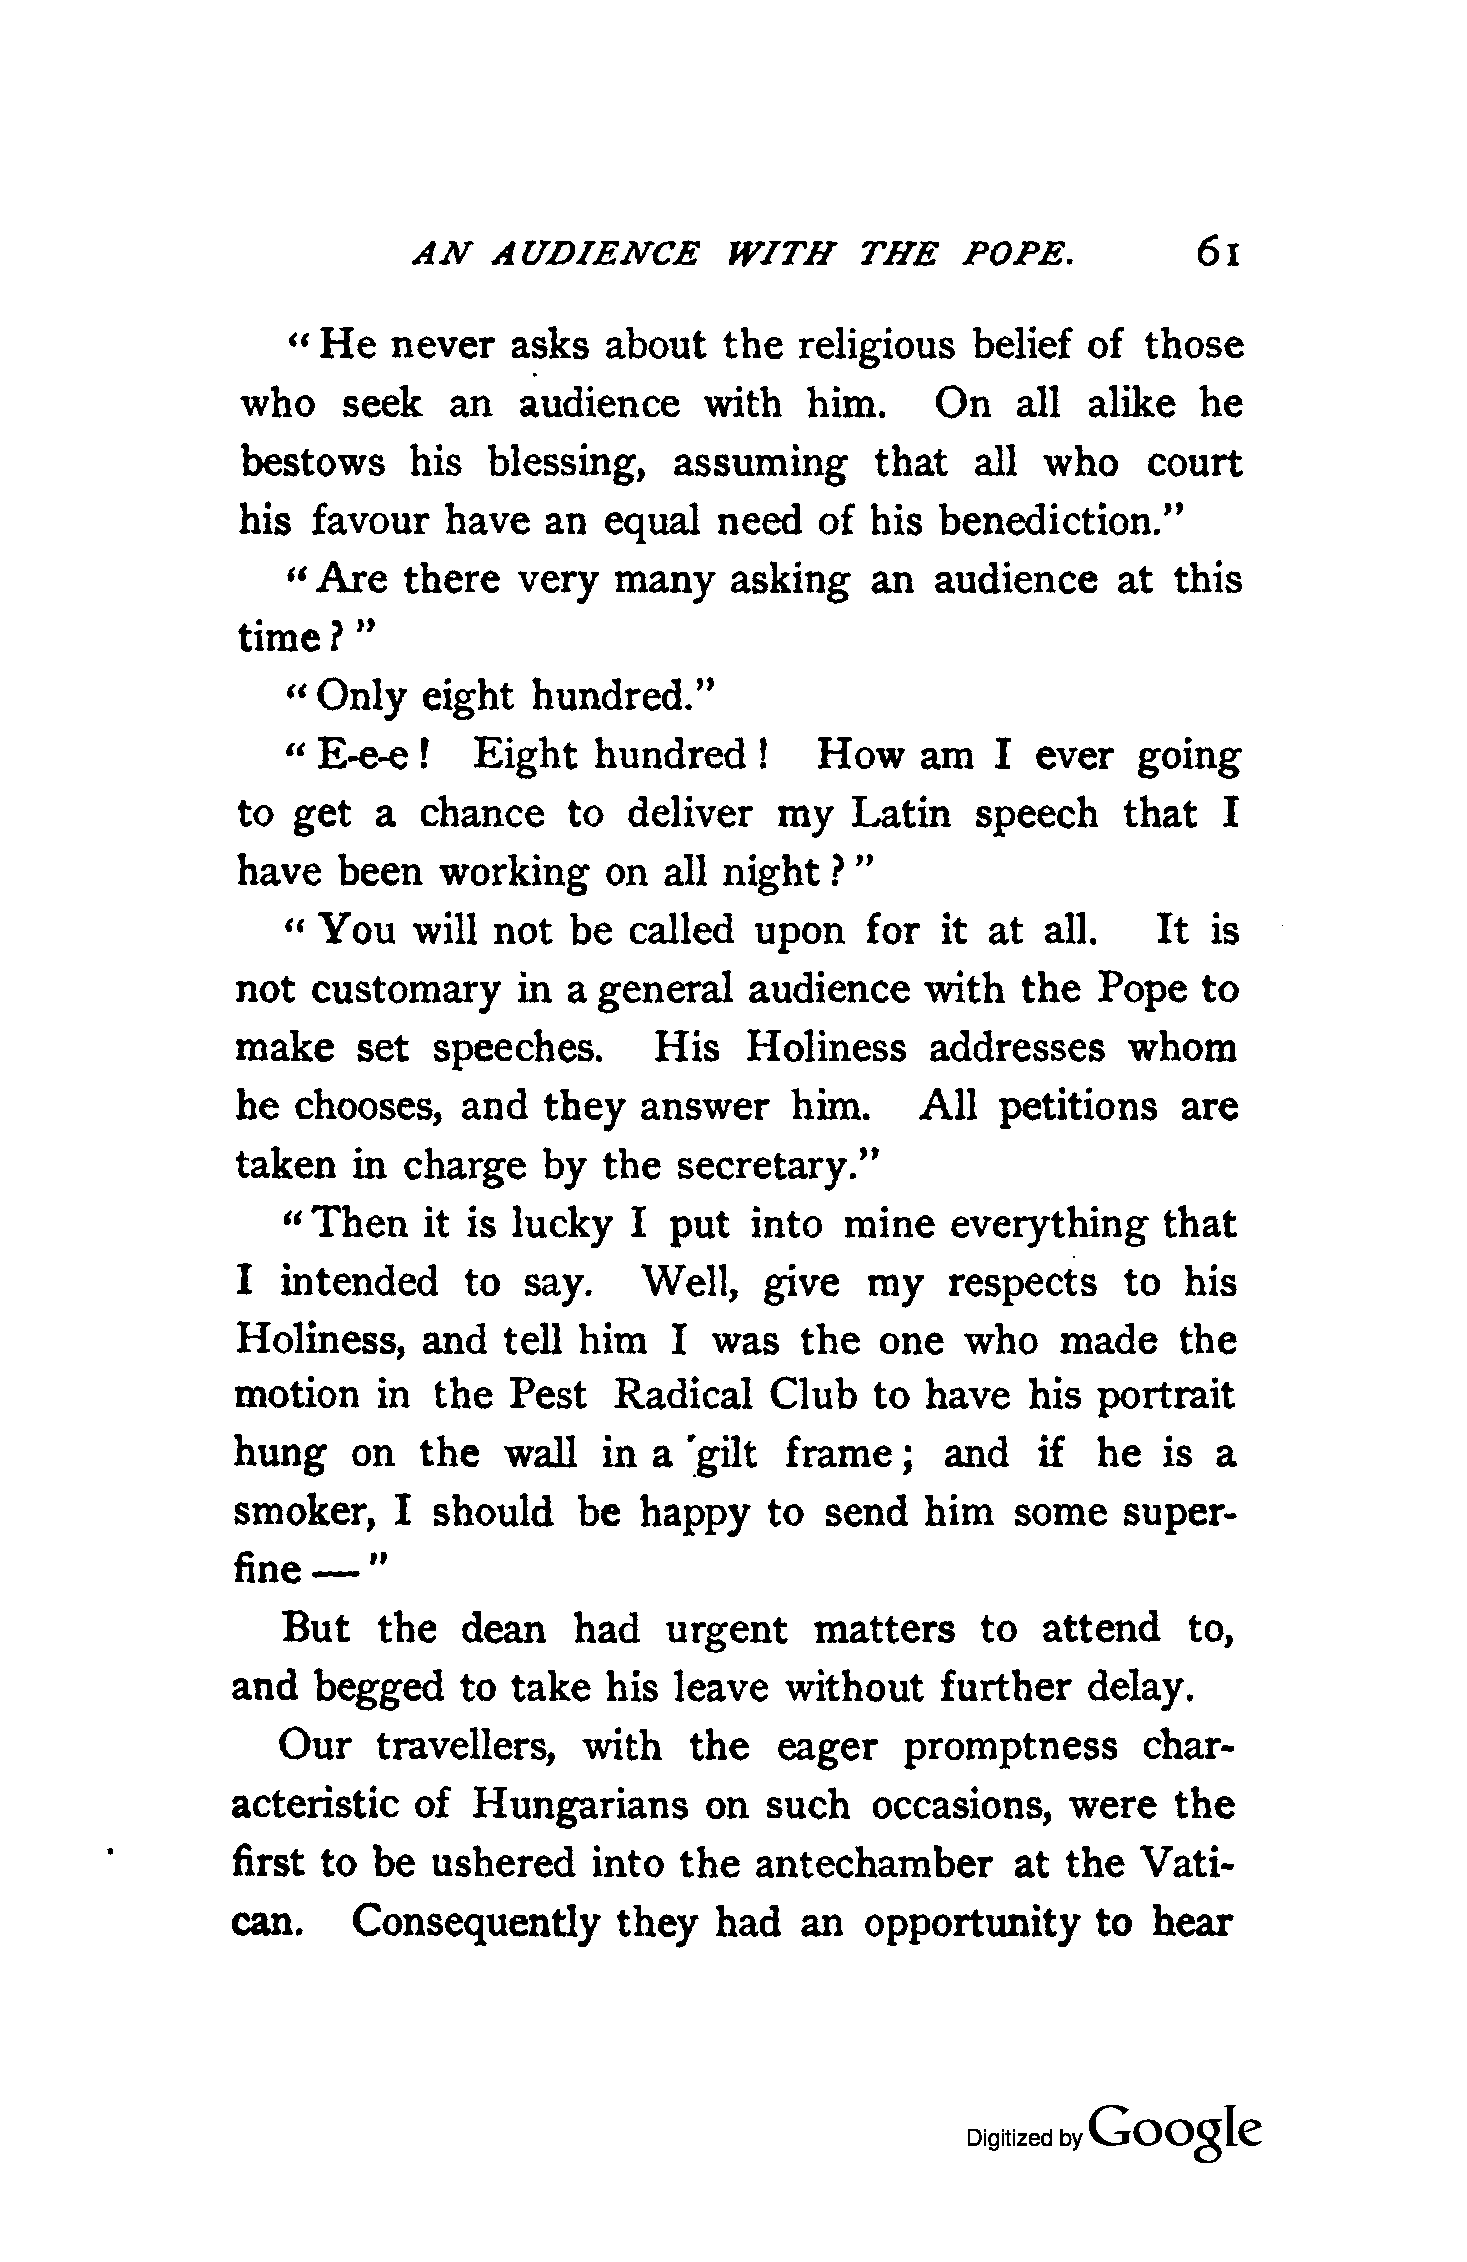 AN AUDIENCE WITH THE POPE. 61
“He never asks about the religious belief of those
who seek an audience with him. On all alike he
bestows his blessing, assuming that all who court
his favour have an equal need of his benediction.”
“Are there very many asking an audience at this
time?”
“Only eight hundred.”
“E-e-e! Eight hundred! How am I ever going
to get a chance to deliver my Latin speech that I
have been working on all night?”
“You will not be called upon for it at all. It is
not customary in a general audience with the Pope to
make set speeches. His Holiness addresses whom
he chooses, and they answer him. All petitions are
taken in charge by the secretary.”
“Then it is lucky I put into mine everything that
I intended to say. Well, give my respects to his
Holiness, and tell him I was the one who made the
motion in the Pest Radical Club to have his portrait
hung on the wall in a gilt frame; and if he is a
smoker, I should be happy to send him some super-
fine—”
But the dean had urgent matters to attend to,
and begged to take his leave without further delay.
Our travellers, with the eager promptness char-
acteristic of Hungarians on such occasions, were the
first to be ushered into the antechamber at the Vati-
can. Consequently they had an opportunity to hear
Digitized by Google